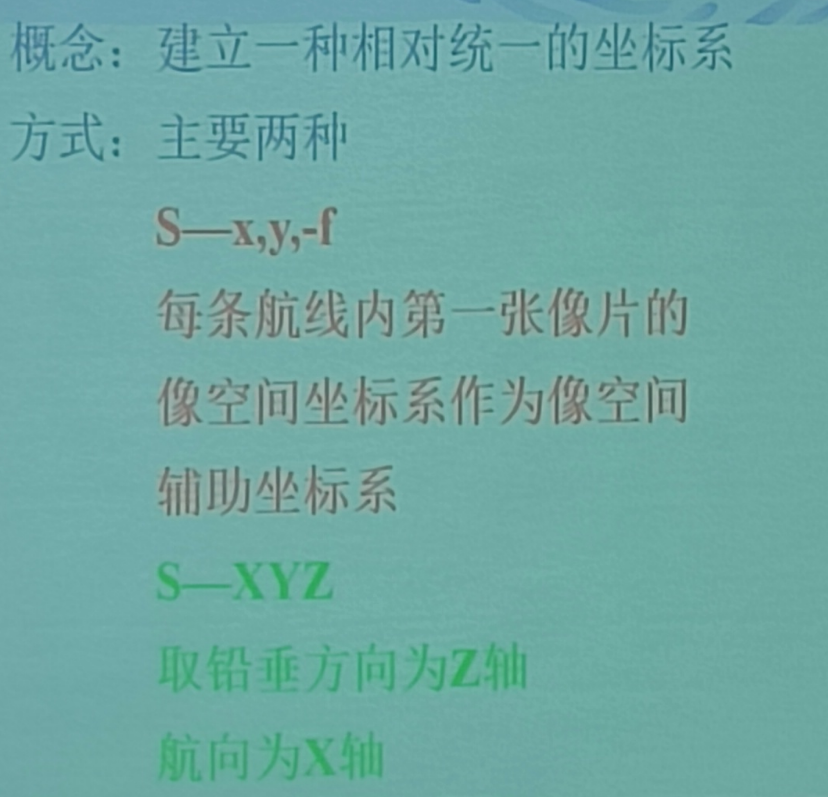 概念：建立一种相对统一的坐标系
方式：主要两种
S—x,y,-f
每条航线内第一张像片的
像空间坐标系作为像空间
辅助坐标系
S—XYZ
取铅垂方向为Z轴
航向为X轴